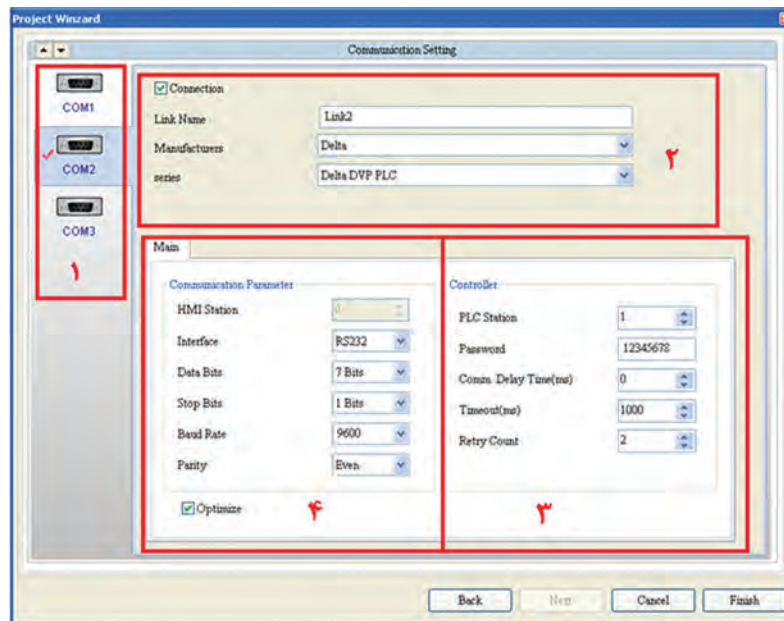 Project Winzard
Communication Setting
COM1
COM2
COM3
۱
Connection
Link Name Link2
Manufacturers Delta
series Delta DVP PLC
۲
Main
Communication Parameter
HMI Station 0
Interface RS232
Data Bits 7 Bits
Stop Bits 1 Bits
Baud Rate 9600
Parity Even
Optimize
۴
Controller
PLC Station 1
Password 12345678
Comm. Delay Time(ms) 0
Timeout(ms) 1000
Retry Count 2
۳
Back Next Cancel Finish